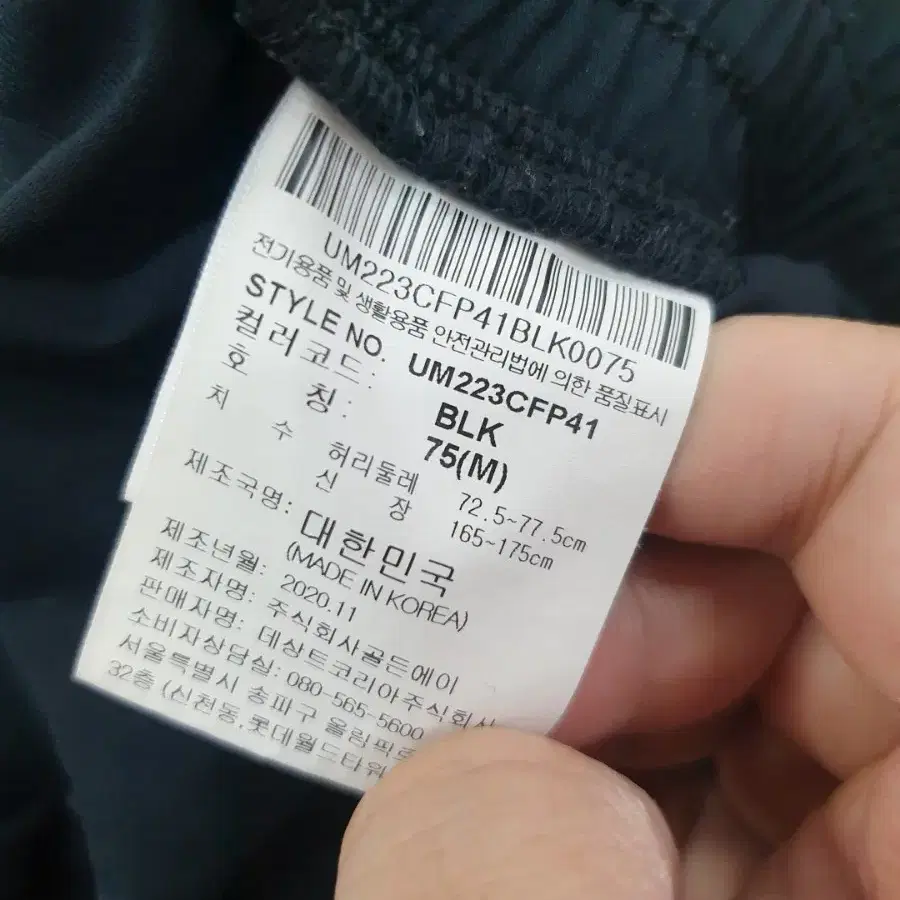 UM223CFP41BLK0075
전기용품 및 생활용품 안전관리법에 의한 품질표시
STYLE NO. UM223CFP41
컬러코드: BLK
호칭: 75(M)
치수 허리둘레 72.5~77.5cm
신장 165~175cm
제조국명: 대한민국
(MADE IN KOREA)
제조년월: 2020.11
제조자명: 주식회사골든에이
판매자명: 데상트코리아주식회사
소비자상담실: 080-565-5600
서울특별시 송파구 올림픽로
32층 (신천동,롯데월드타워